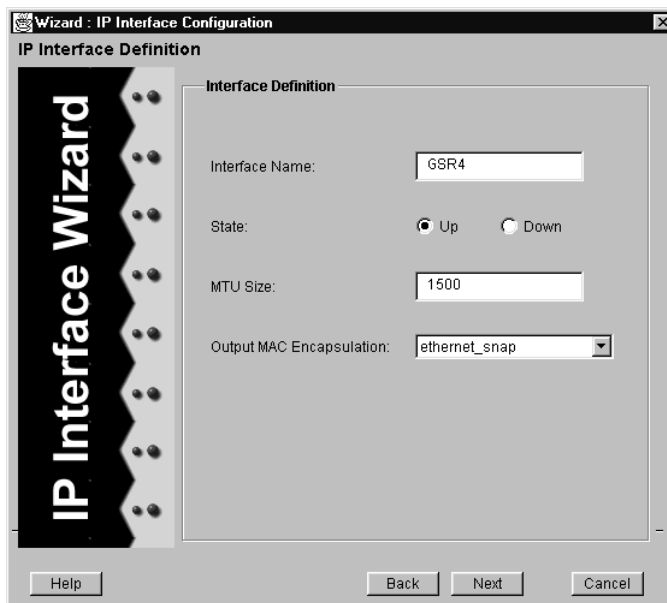 Wizard : IP Interface Configuration
IP Interface Definition
IP Interface Wizard
Interface Definition
Interface Name: GSR4
State: Up Down
MTU Size: 1500
Output MAC Encapsulation: ethernet_snap
Help Back Next Cancel